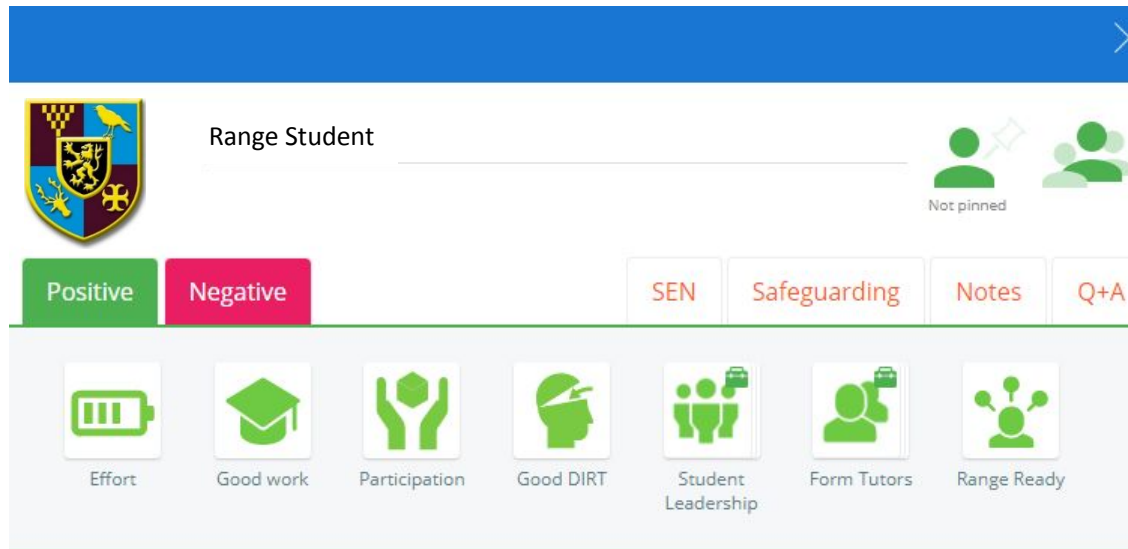 Range Student
Not pinned
Positive Negative SEN Safeguarding Notes Q+A
Effort Good work Participation Good DIRT Student Leadership Form Tutors Range Ready